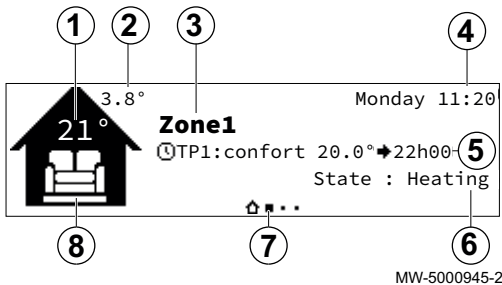 1 2 3 4
3.8° Monday 11:20
21° Zone1
TP1:confort 20.0°➡22h00 5
State : Heating
8 7 6
MW-5000945-2